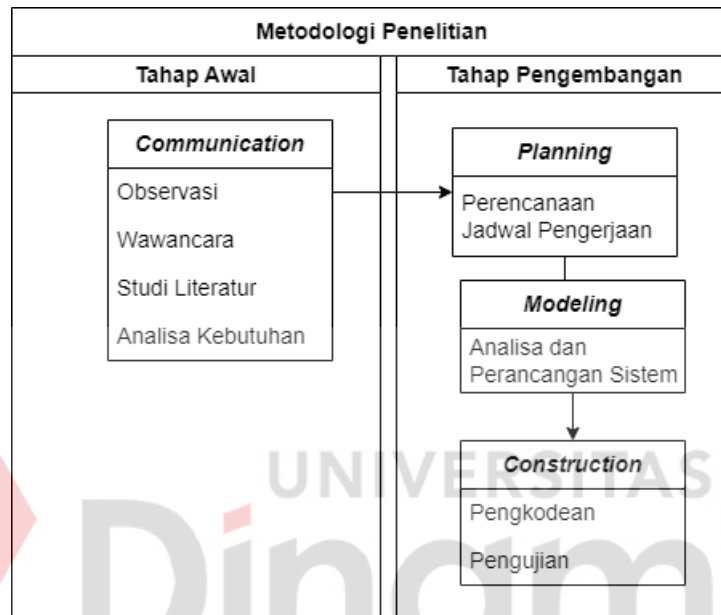 Metodologi Penelitian
Tahap Awal
Tahap Pengembangan
Communication
Observasi
Wawancara
Studi Literatur
Analisa Kebutuhan
Planning
Perencanaan
Jadwal Pengerjaan
Modeling
Analisa dan
Perancangan Sistem
Construction
Pengkodean
Pengujian
UNIVERSITAS
Dinam